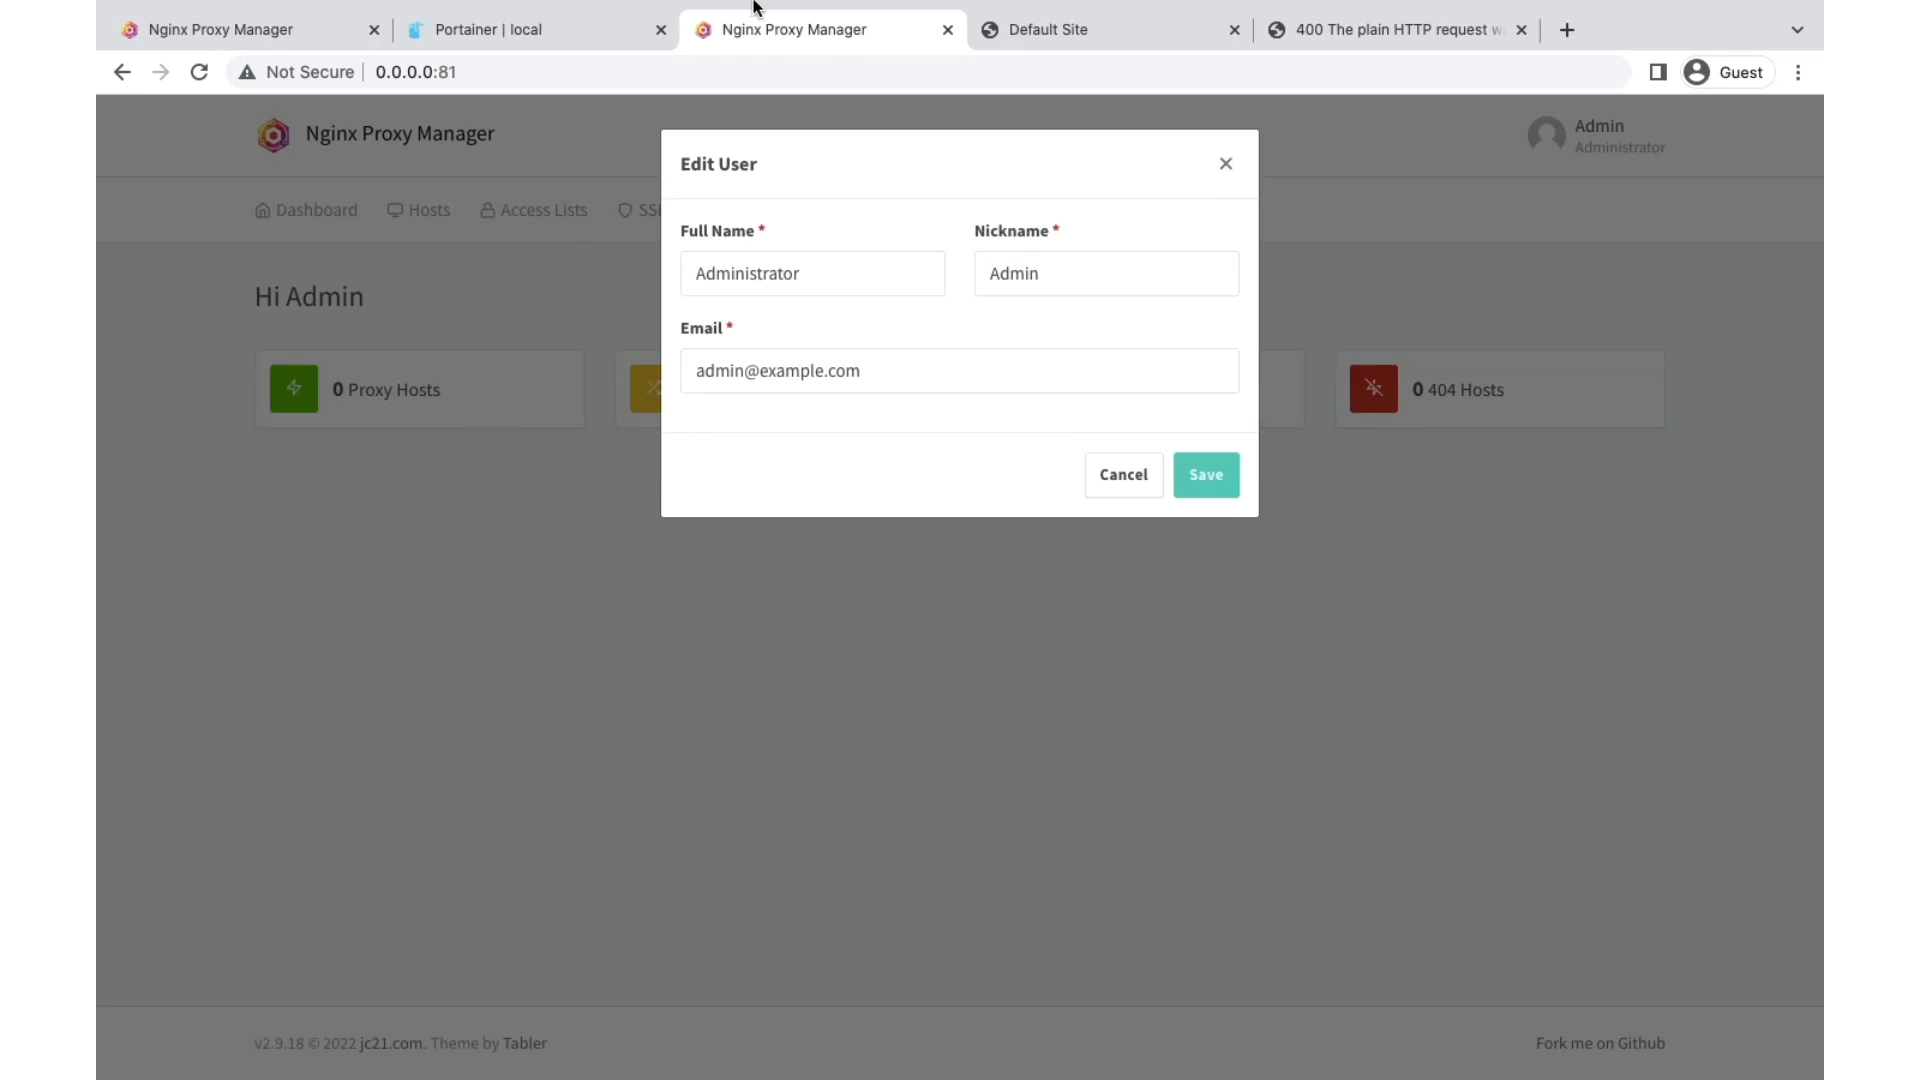 Nginx Proxy Manager
Portainer | local
Nginx Proxy Manager
Default Site
400 The plain HTTP request w
Not Secure
0.0.0.0:81
Guest
Nginx Proxy Manager
Admin
Administrator
Dashboard
Hosts
Access Lists
SSL
Edit User
Full Name *
Nickname *
Administrator
Admin
Email *
admin@example.com
Cancel
Save
Hi Admin
0 Proxy Hosts
0 404 Hosts
v2.9.18 © 2022 jc21.com. Theme by Tabler
Fork me on Github